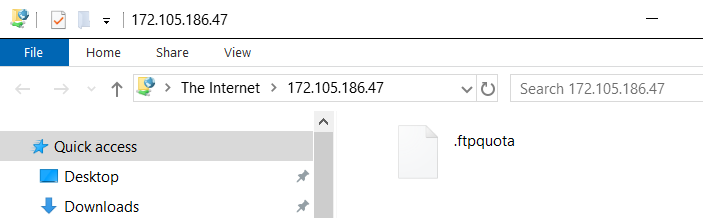 172.105.186.47
File Home Share View
The Internet 172.105.186.47 Search 172.105.186.47
Quick access
.ftpquota
Desktop
Downloads